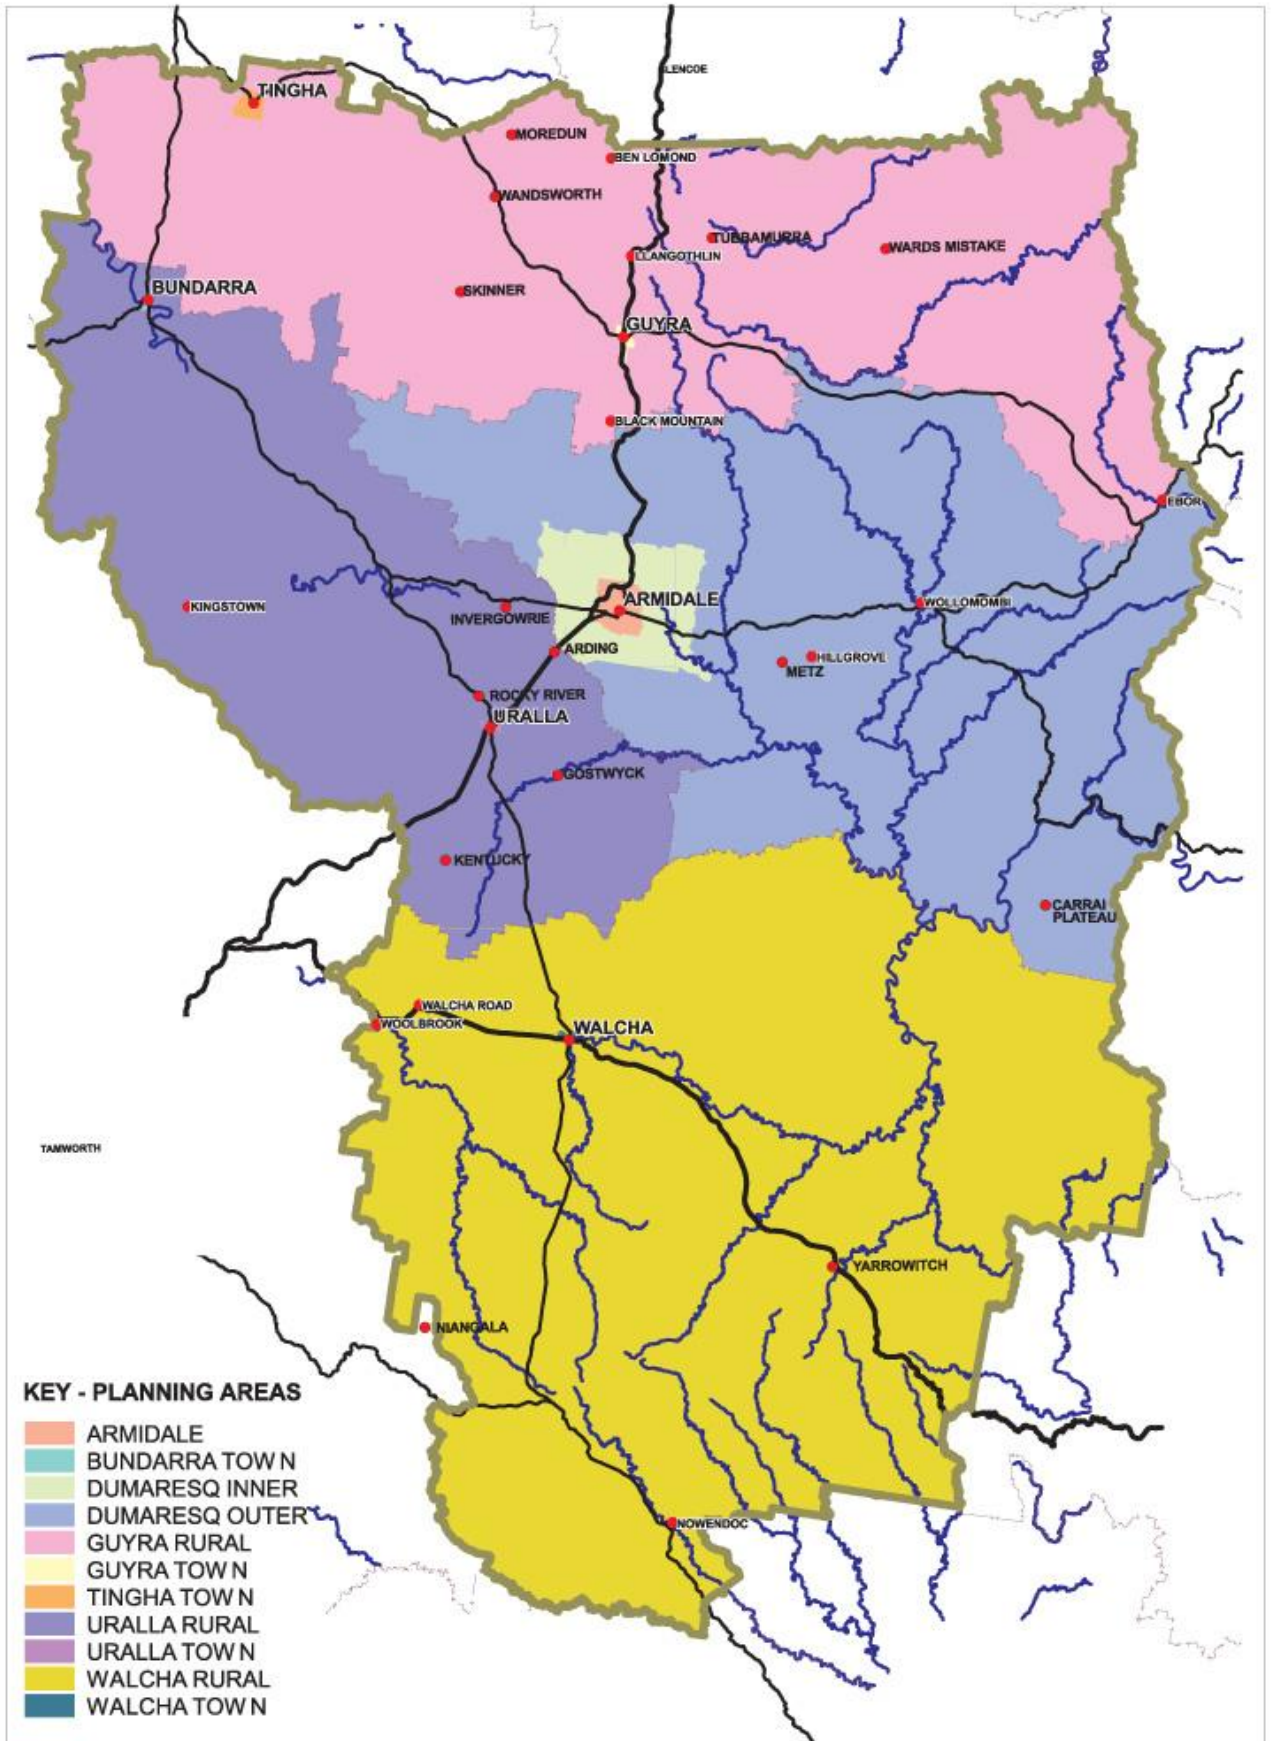 GLENCOE
TINGHA
MOREDUN
BEN LOMOND
WANDSWORTH
TUBBAMURRA
WARDS MISTAKE
LLANGOTHLIN
BUNDARRA
SKINNER
GUYRA
BLACK MOUNTAIN
EBOR
ARMIDALE
WOLLOMOMBI
KINGSTOWN
INVERGOWRIE
ARDING
HILLGROVE
METZ
ROCKY RIVER
URALLA
GOSTWYCK
KENTUCKY
CARRAI
PLATEAU
WALCHA ROAD
WOOLBROOK
WALCHA
TAMWORTH
YARROWITCH
NIANGALA
NOWENDOC
KEY - PLANNING AREAS
ARMIDALE
BUNDARRA TOWN
DUMARESQ INNER
DUMARESQ OUTER
GUYRA RURAL
GUYRA TOWN
TINGHA TOWN
URALLA RURAL
URALLA TOWN
WALCHA RURAL
WALCHA TOWN